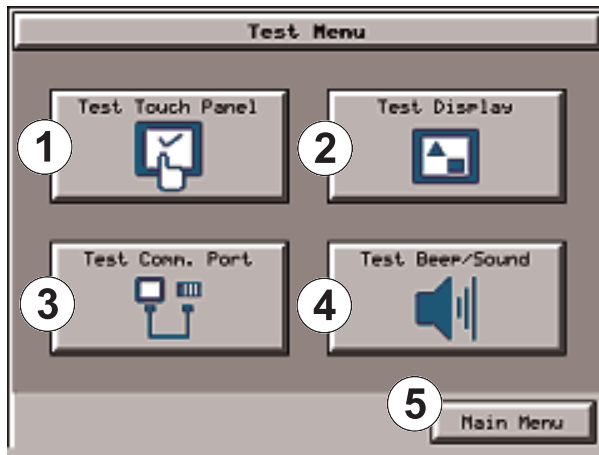 Test Menu
Test Touch Panel
1
Test Display
2
Test Comm. Port
3
Test Beep/Sound
4
5
Main Menu